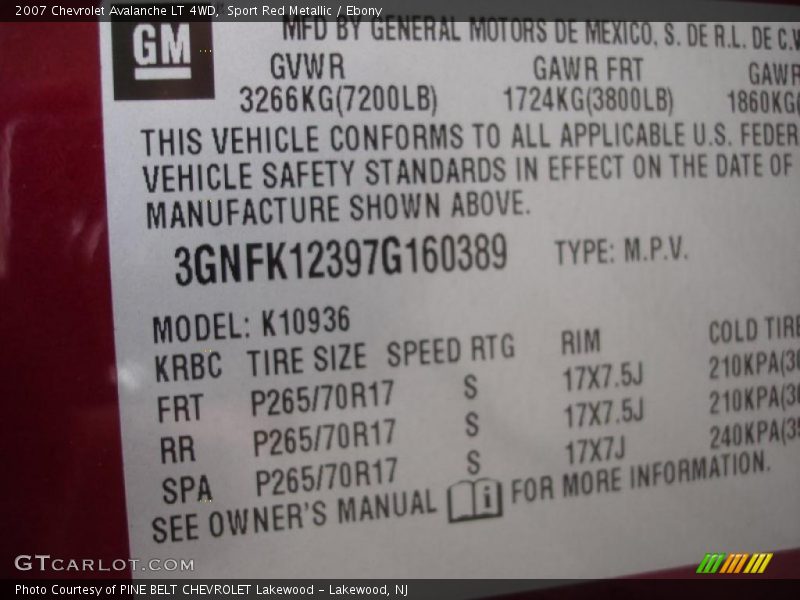 2007 Chevrolet Avalanche LT 4WD,  Sport Red Metallic / Ebony
GM
MFD BY GENERAL MOTORS DE MEXICO, S. DE R.L. DE C.V
GVWR GAWR FRT GAWR
3266KG(7200LB) 1724KG(3800LB) 1860KG(
THIS VEHICLE CONFORMS TO ALL APPLICABLE U.S. FEDER
VEHICLE SAFETY STANDARDS IN EFFECT ON THE DATE OF
MANUFACTURE SHOWN ABOVE.
3GNFK12397G160389 TYPE: M.P.V.
MODEL: K10936
KRBC TIRE SIZE SPEED RTG RIM COLD TIRE
FRT P265/70R17 S 17X7.5J 210KPA(30
RR P265/70R17 S 17X7.5J 210KPA(30
SPA P265/70R17 S 17X7J 240KPA(35
SEE OWNER'S MANUAL i FOR MORE INFORMATION.
GTCARLOT.COM
Photo Courtesy of PINE BELT CHEVROLET Lakewood - Lakewood, NJ